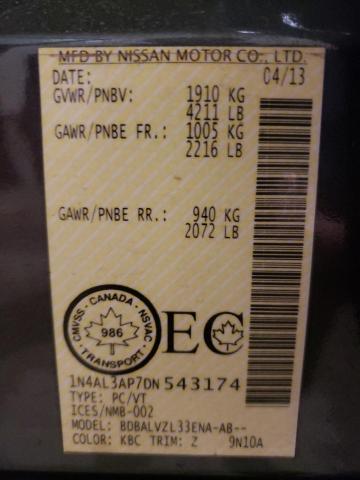 MFD BY NISSAN MOTOR CO., LTD.
DATE: 04/13
GVWR/PNBV: 1910 KG
4211 LB
GAWR/PNBE FR.: 1005 KG
2216 LB
GAWR/PNBE RR.: 940 KG
2072 LB
CMVSS - CANADA - NSVAC
986
TRANSPORT
EC
1N4AL3AP7DN543174
TYPE: PC/VT
ICES/NMB-002
MODEL: BDBALVZL33ENA-AB--
COLOR: KBC TRIM: Z 9N10A